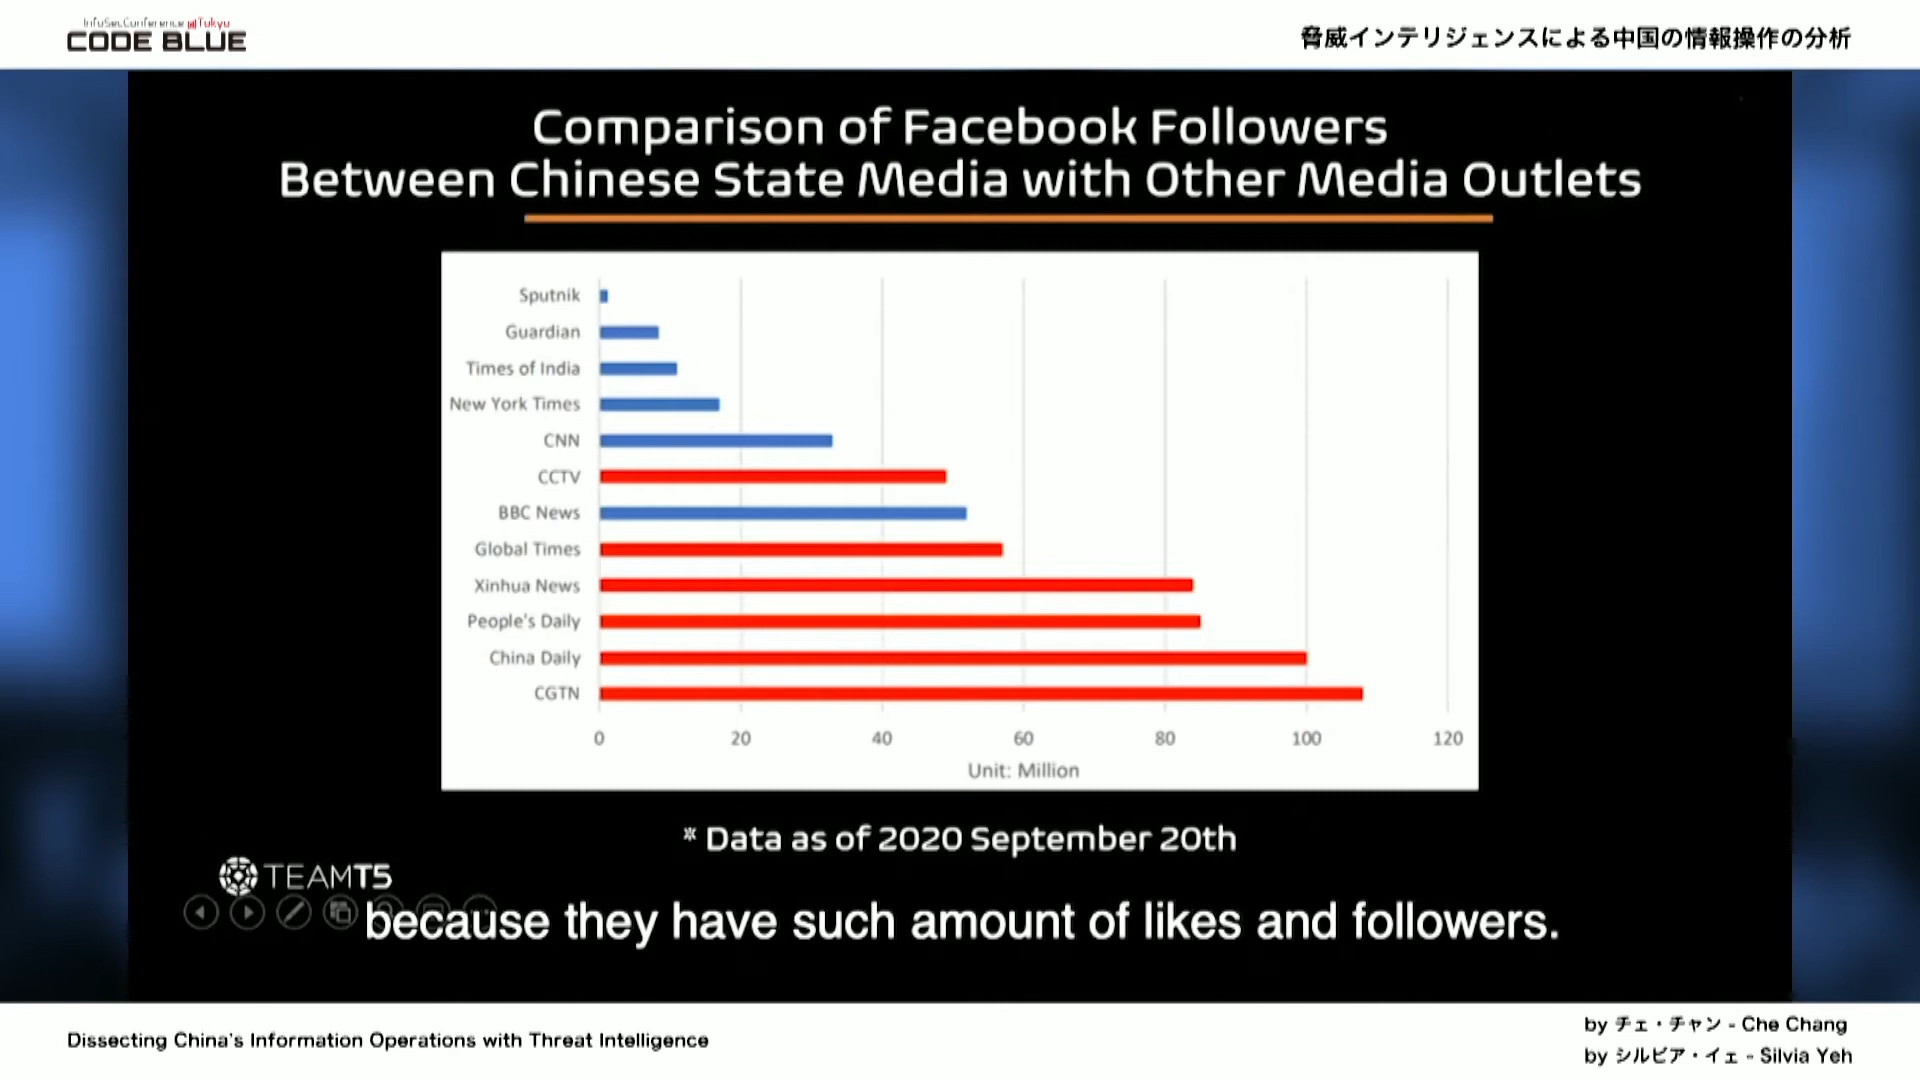 InfoSecConference @Tokyo
CODE BLUE
脅威インテリジェンスによる中国の情報操作の分析
Comparison of Facebook Followers
Between Chinese State Media with Other Media Outlets
Sputnik
Guardian
Times of India
New York Times
CNN
CCTV
BBC News
Global Times
Xinhua News
People's Daily
China Daily
CGTN
0 20 40 60 80 100 120
Unit: Million
* Data as of 2020 September 20th
TEAMT5
because they have such amount of likes and followers.
Dissecting China's Information Operations with Threat Intelligence
by チェ・チャン - Che Chang
by シルビア・イェ - Silvia Yeh